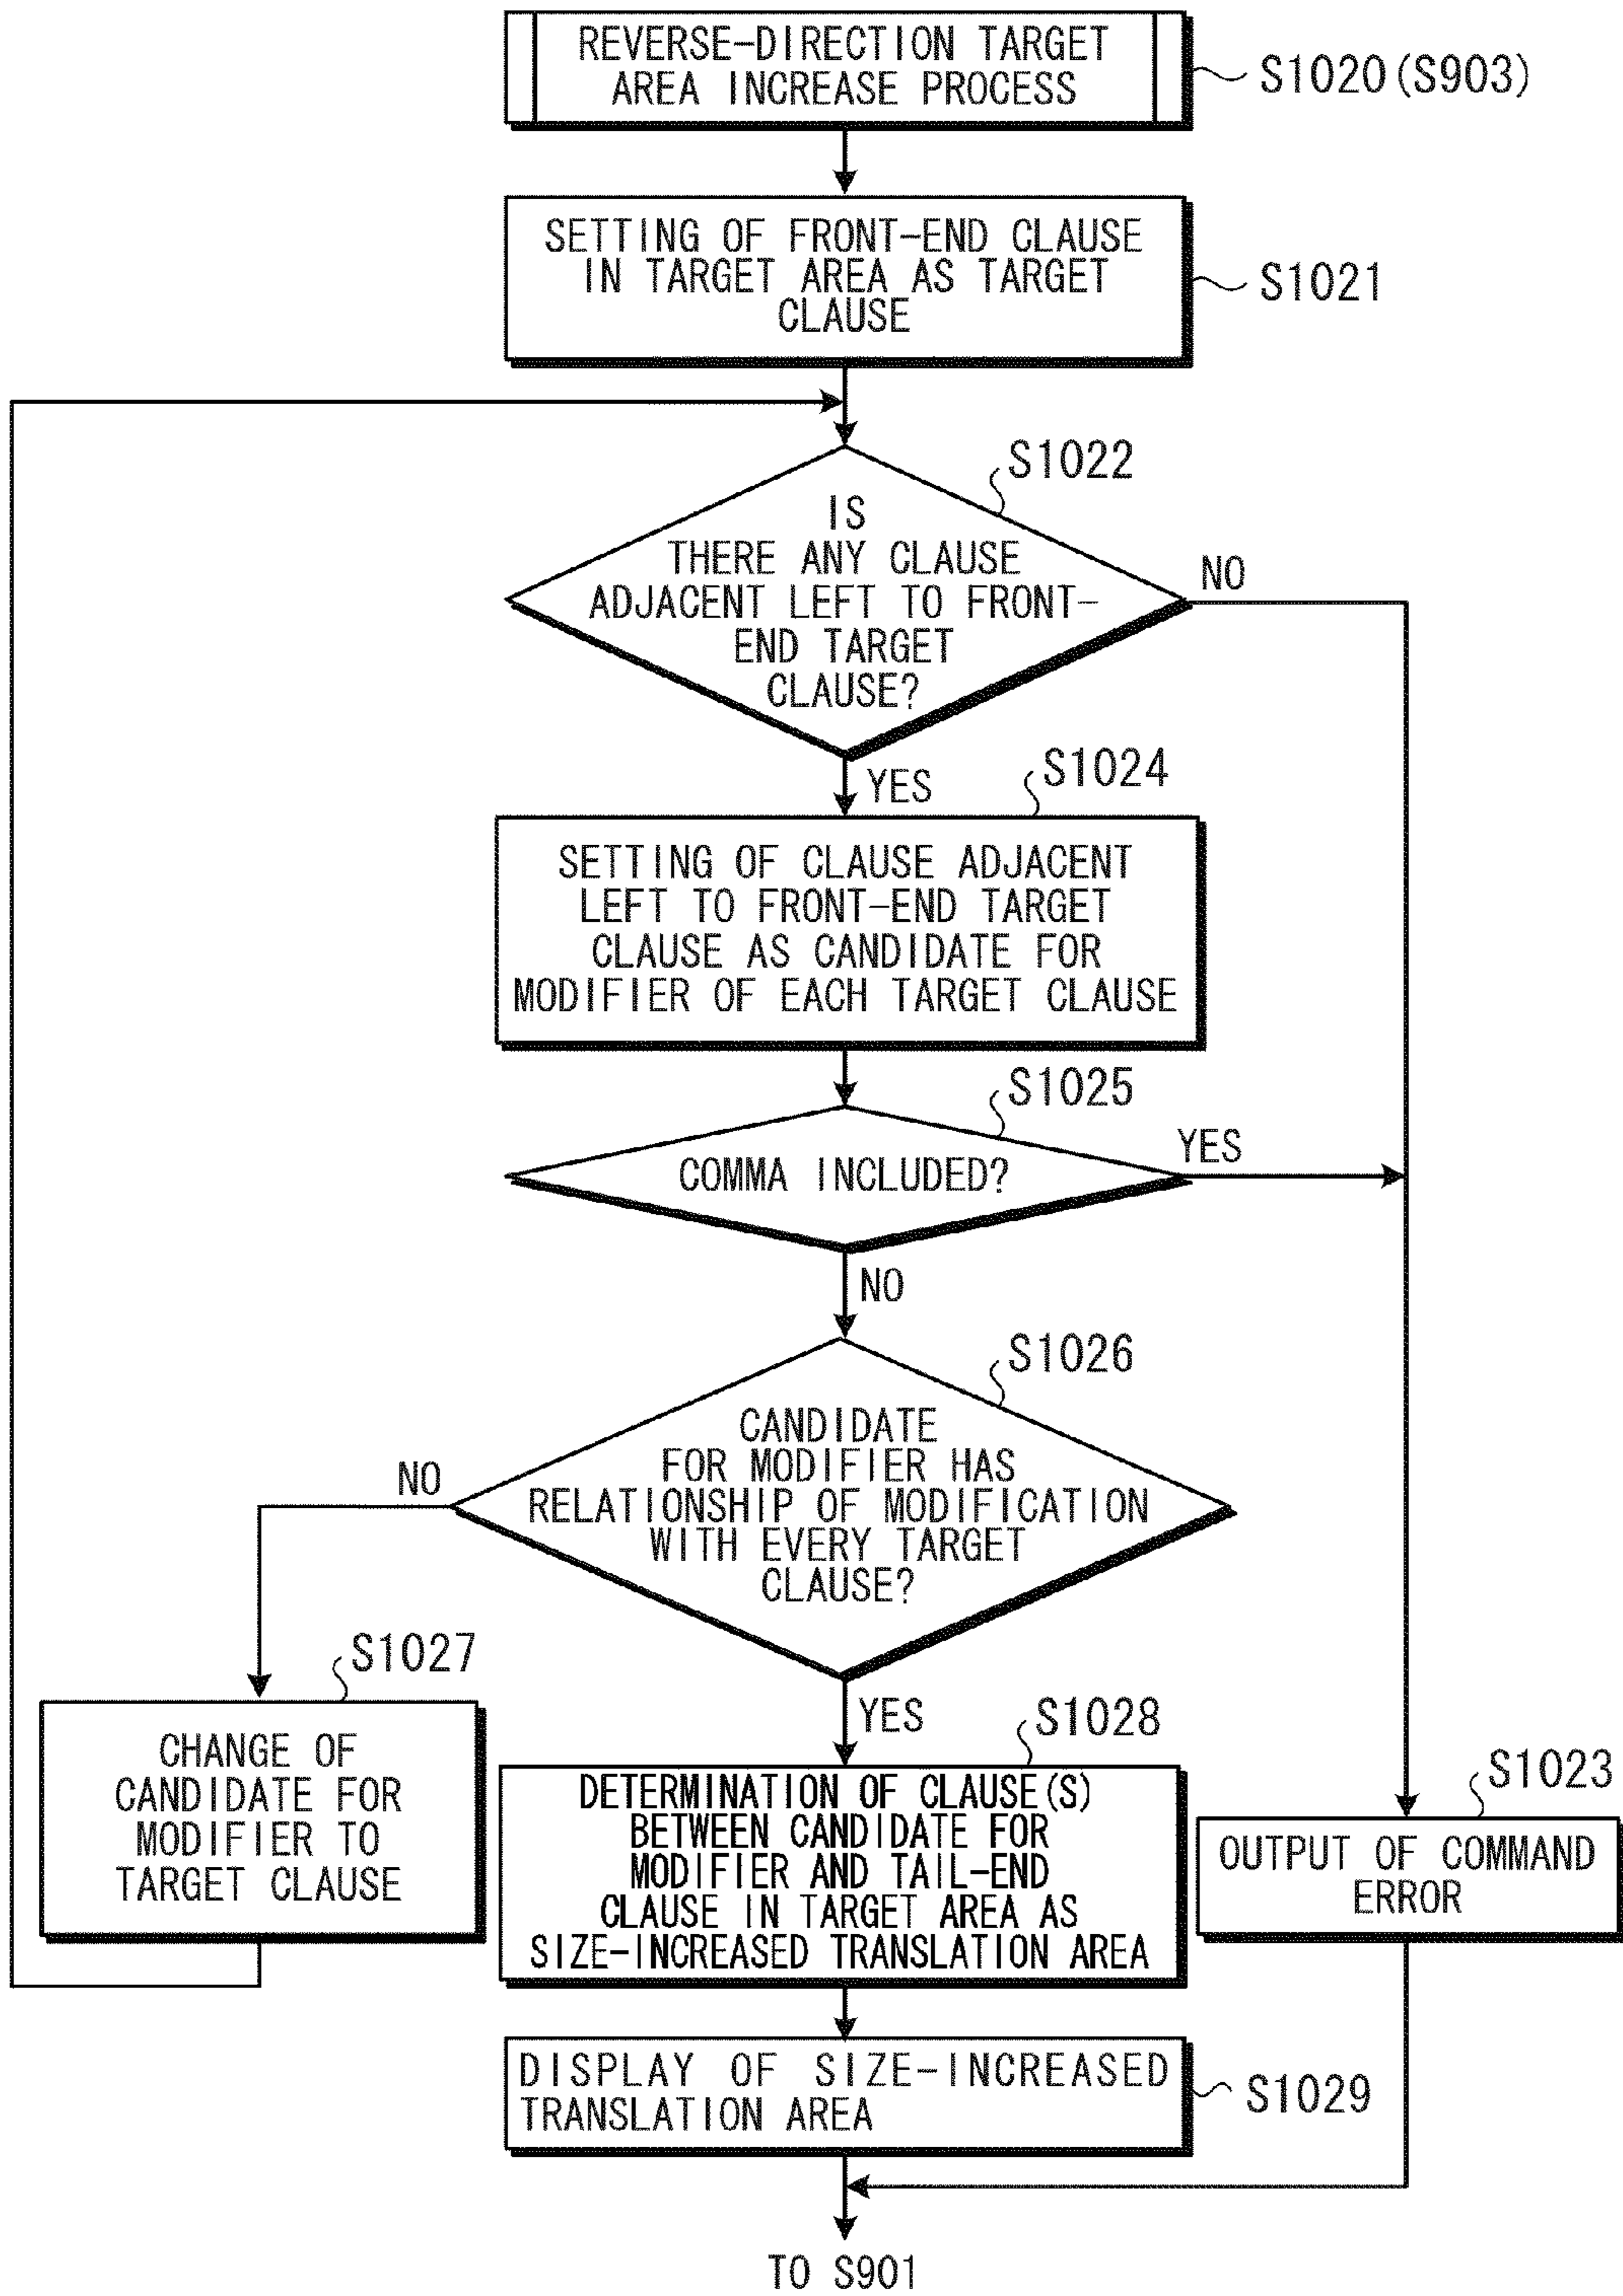 REVERSE-DIRECTION TARGET
AREA INCREASE PROCESS
S1020(S903)
SETTING OF FRONT-END CLAUSE
IN TARGET AREA AS TARGET
CLAUSE
S1021
S1022
IS
THERE ANY CLAUSE
ADJACENT LEFT TO FRONT-
END TARGET
CLAUSE?
NO
YES
S1024
SETTING OF CLAUSE ADJACENT
LEFT TO FRONT-END TARGET
CLAUSE AS CANDIDATE FOR
MODIFIER OF EACH TARGET CLAUSE
S1025
COMMA INCLUDED?
YES
NO
S1026
CANDIDATE
FOR MODIFIER HAS
RELATIONSHIP OF MODIFICATION
WITH EVERY TARGET
CLAUSE?
NO
YES
S1027
CHANGE OF
CANDIDATE FOR
MODIFIER TO
TARGET CLAUSE
S1028
DETERMINATION OF CLAUSE(S)
BETWEEN CANDIDATE FOR
MODIFIER AND TAIL-END
CLAUSE IN TARGET AREA AS
SIZE-INCREASED TRANSLATION AREA
S1023
OUTPUT OF COMMAND
ERROR
DISPLAY OF SIZE-INCREASED
TRANSLATION AREA
S1029
TO S901